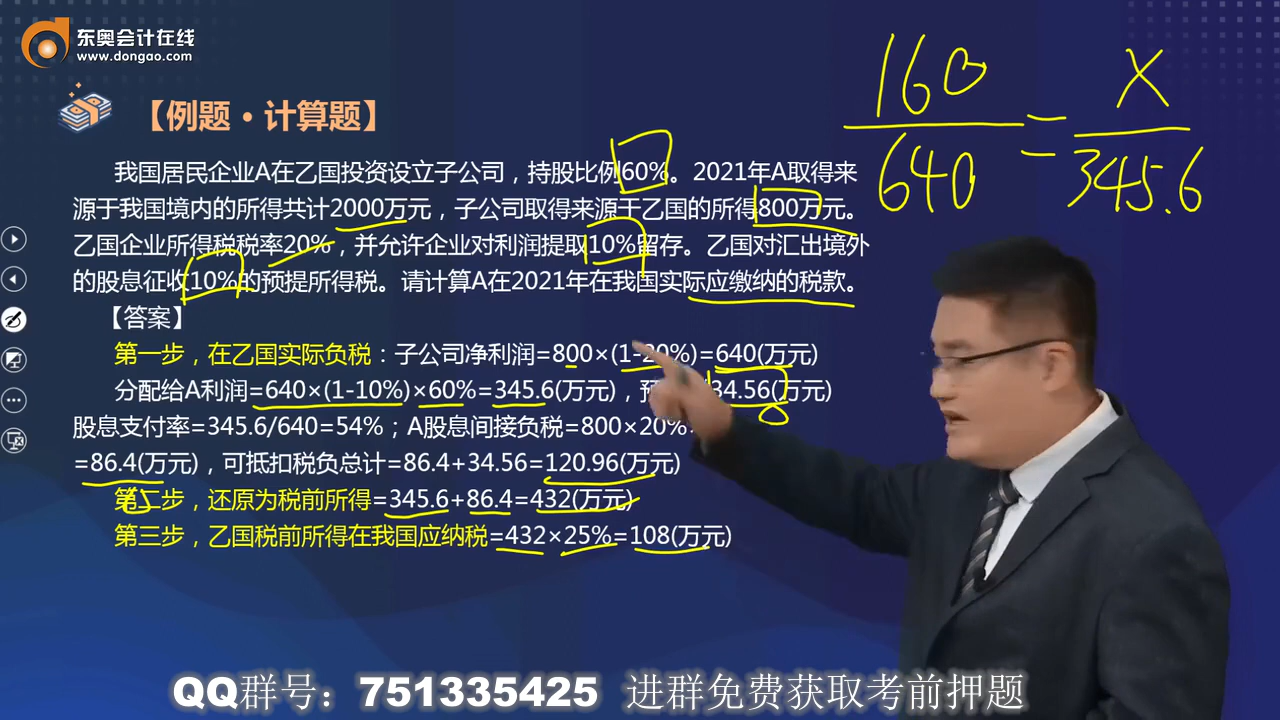 东奥会计在线
www.dongao.com
【例题·计算题】
160/640 = X/345.6
我国居民企业A在乙国投资设立子公司，持股比例60%。2021年A取得来
源于我国境内的所得共计2000万元，子公司取得来源于乙国的所得800万元。
乙国企业所得税税率20%，并允许企业对利润提取10%留存。乙国对汇出境外
的股息征收10%的预提所得税。请计算A在2021年在我国实际应缴纳的税款。
【答案】
第一步，在乙国实际负税：子公司净利润=800×(1-20%)=640(万元)
分配给A利润=640×(1-10%)×60%=345.6(万元)，预 34.56(万元)
股息支付率=345.6/640=54%；A股息间接负税=800×20%
=86.4(万元)，可抵扣税负总计=86.4+34.56=120.96(万元)
第二步，还原为税前所得=345.6+86.4=432(万元)
第三步，乙国税前所得在我国应纳税=432×25%=108(万元)
QQ群号：751335425 进群免费获取考前押题